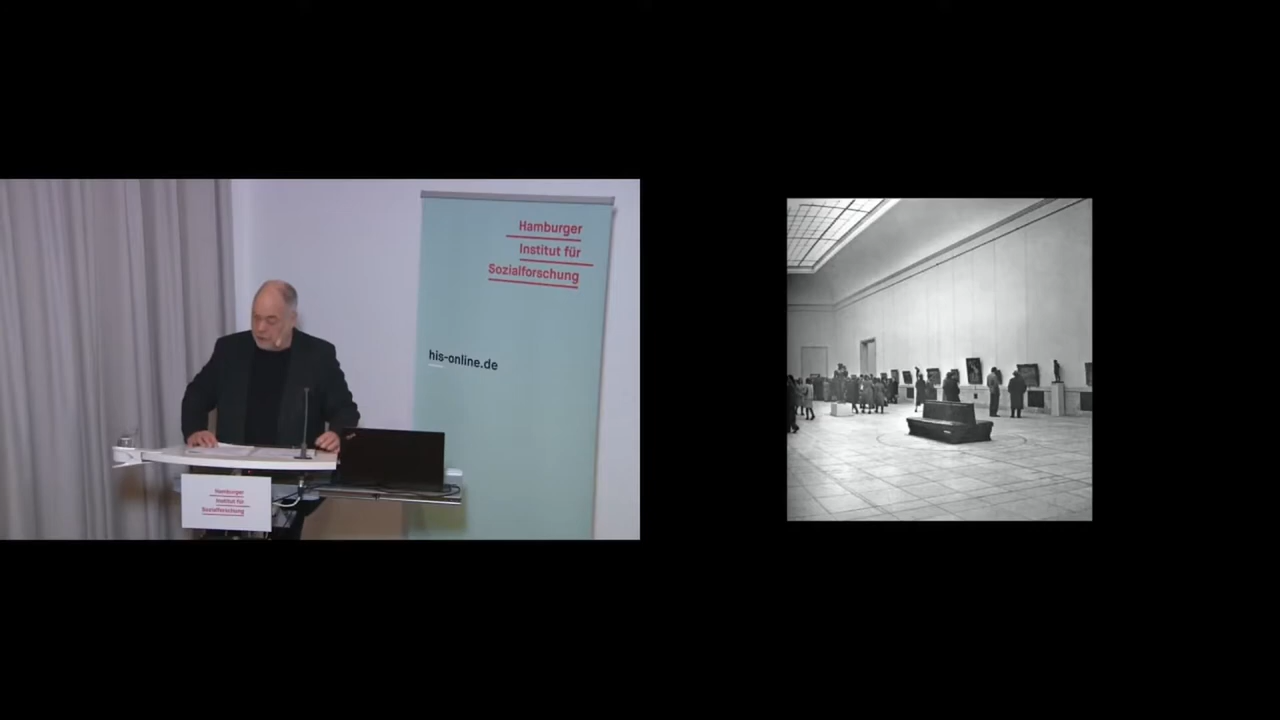 Hamburger
Institut für
Sozialforschung
his-online.de
Hamburger
Institut für
Sozialforschung